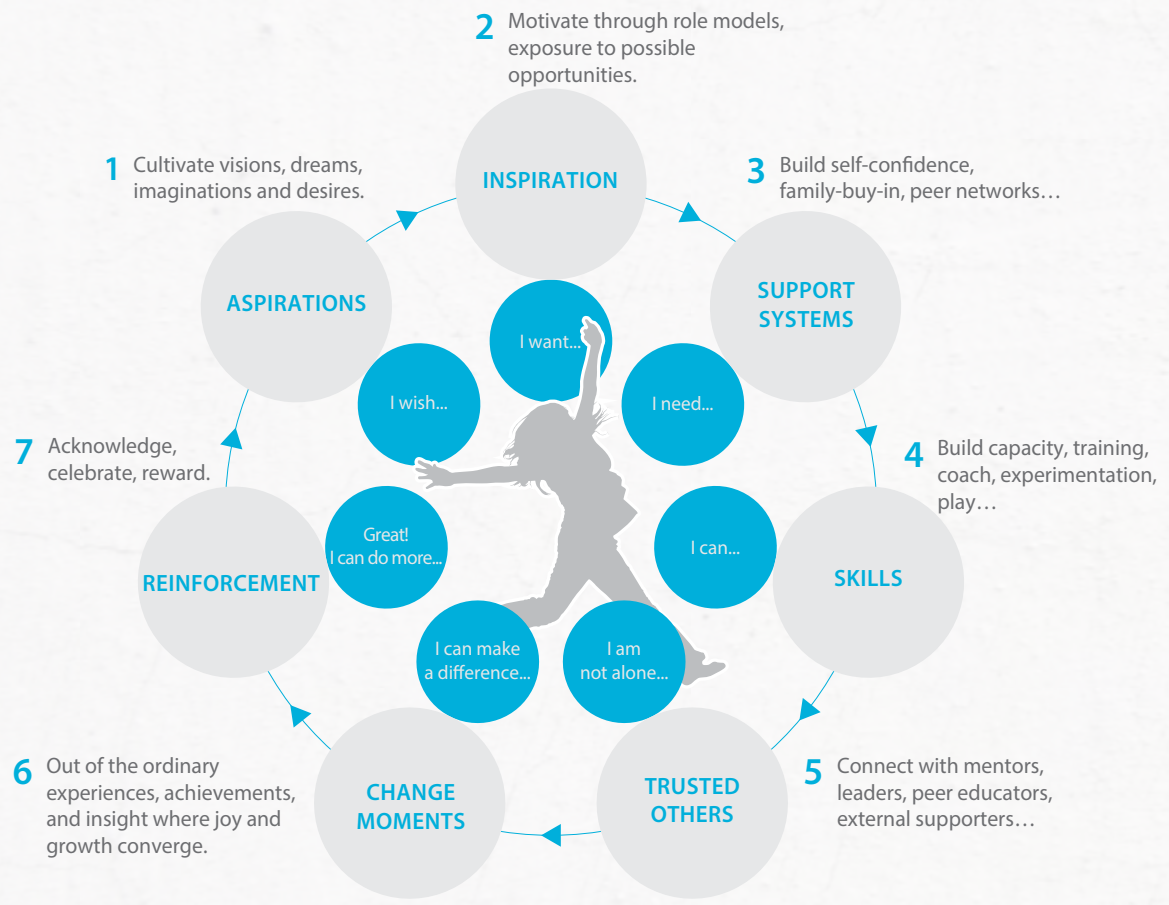 2 Motivate through role models,
exposure to possible
opportunities.
1 Cultivate visions, dreams,
imaginations and desires.
INSPIRATION
3 Build self-confidence,
family-buy-in, peer networks…
ASPIRATIONS
SUPPORT
SYSTEMS
I want...
I wish...
I need...
7 Acknowledge,
celebrate, reward.
4 Build capacity, training,
coach, experimentation,
play…
Great!
I can do more...
I can...
REINFORCEMENT
SKILLS
I can make
a difference...
I am
not alone...
6 Out of the ordinary
experiences, achievements,
and insight where joy and
growth converge.
CHANGE
MOMENTS
TRUSTED
OTHERS
5 Connect with mentors,
leaders, peer educators,
external supporters…